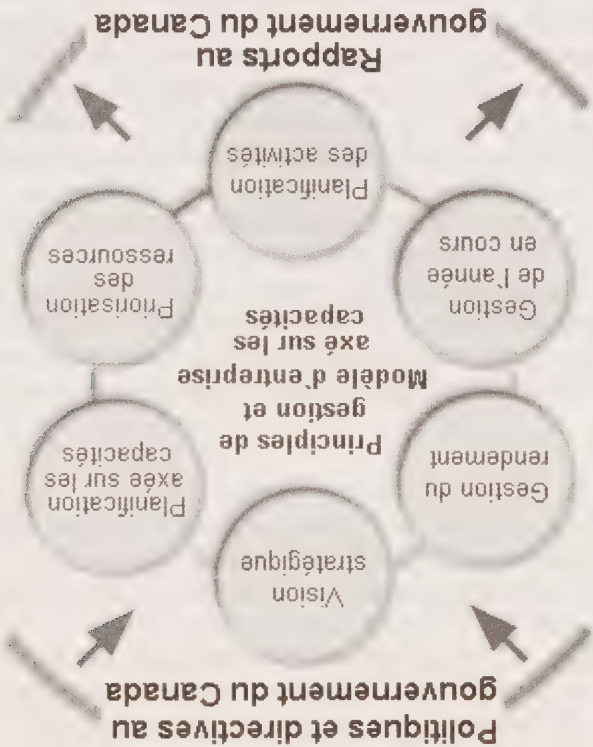 Politiques et directives au
gouvernement du Canada
Vision
stratégique
Gestion du
rendement
Planification
axée sur les
capacités
Principles de
gestion et
Modèle d'entreprise
axé sur les
capacités
Gestion
de l'année
en cours
Priorisation
des
ressources
Planification
des activités
Rapports au
gouvernement du Canada